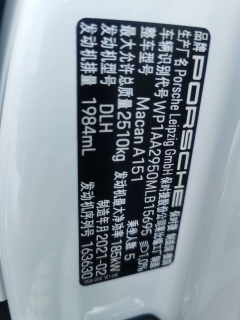 品牌 PORSCHE 保时捷
生产厂名 Porsche Leipzig GmbH 保时捷
车辆识别代号 WP1AA2950MLB15695
整车型号 Macan A151 乘坐人数 5
最大允许总质量 2510kg 发动机最大净功率 185kW
发动机型号 DLH 制造年月 2021-02
发动机排量 1984mL